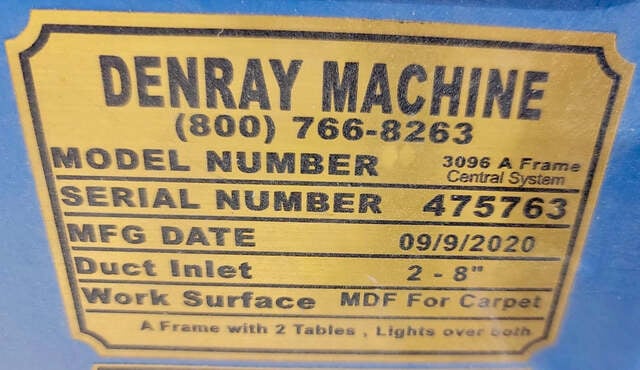 DENRAY MACHINE
(800) 766-8263
MODEL NUMBER 3096 A Frame
Central System
SERIAL NUMBER 475763
MFG DATE 09/9/2020
Duct Inlet 2 - 8"
Work Surface MDF For Carpet
A Frame with 2 Tables , Lights over both